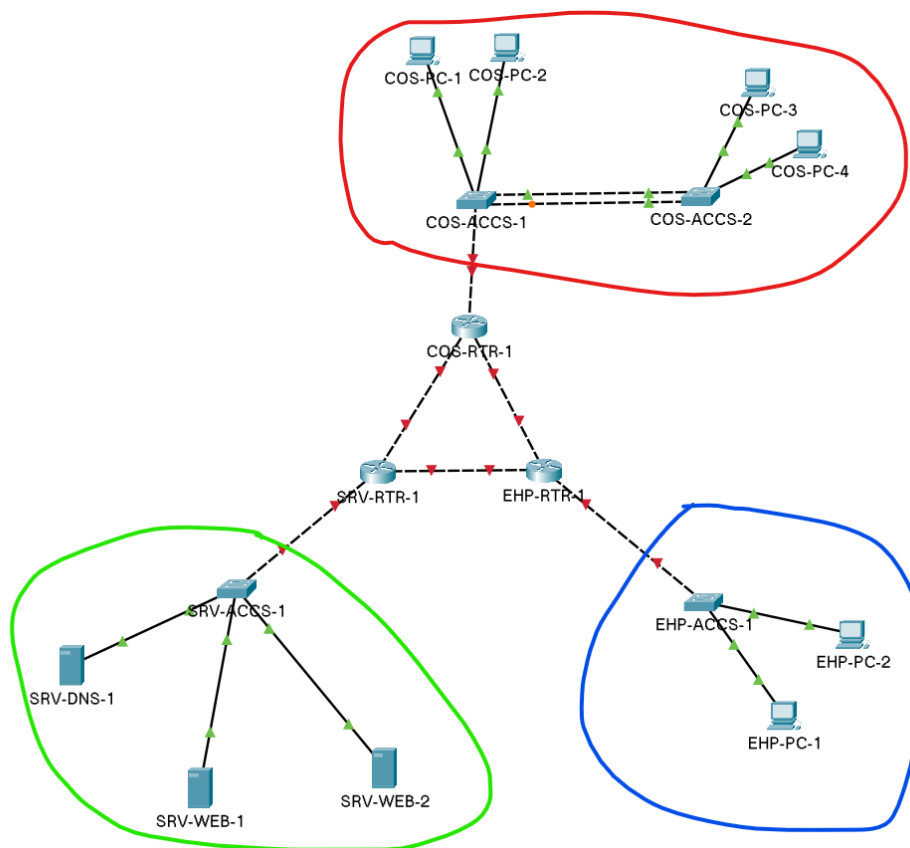 COS-PC-1
COS-PC-2
COS-PC-3
COS-PC-4
COS-ACCS-1
COS-ACCS-2
COS-RTR-1
SRV-RTR-1
EHP-RTR-1
SRV-ACCS-1
EHP-ACCS-1
EHP-PC-2
SRV-DNS-1
EHP-PC-1
SRV-WEB-1
SRV-WEB-2